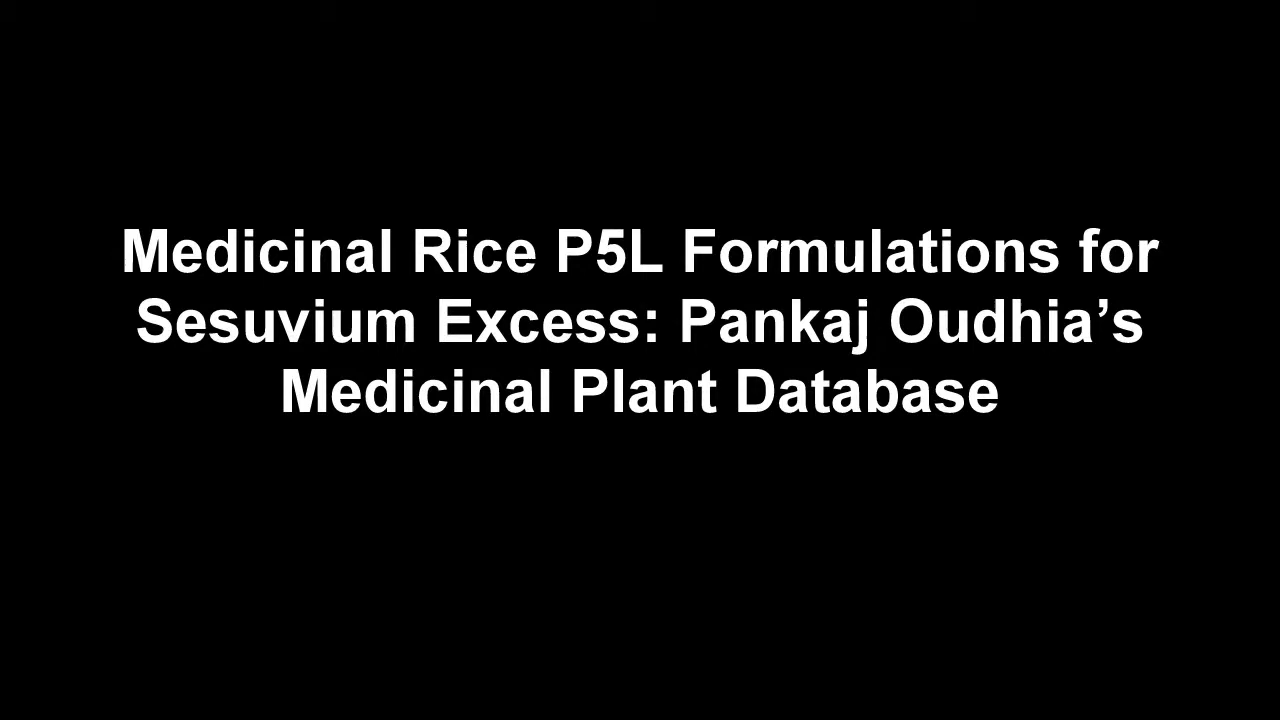 Medicinal Rice P5L Formulations for
Sesuvium Excess: Pankaj Oudhia’s
Medicinal Plant Database